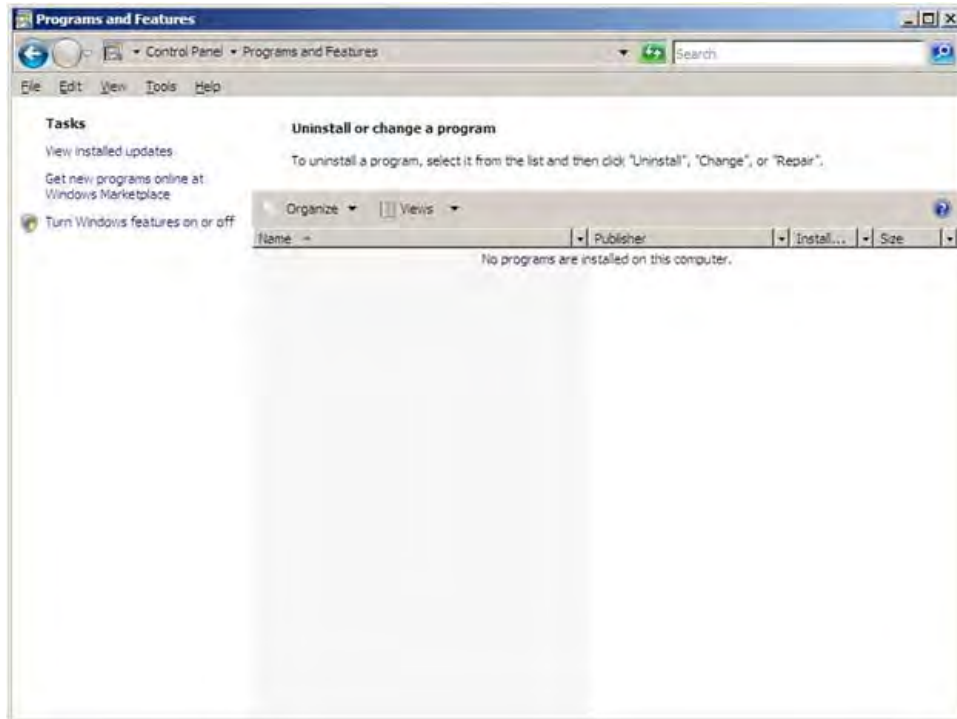 Programs and Features
Control Panel Programs and Features
Search
File Edit View Tools Help
Tasks
View installed updates
Get new programs online at
Windows Marketplace
Turn Windows features on or off
Uninstall or change a program
To uninstall a program, select it from the list and then click "Uninstall", "Change", or "Repair".
Organize Views
Name Publisher Install... Size
No programs are installed on this computer.